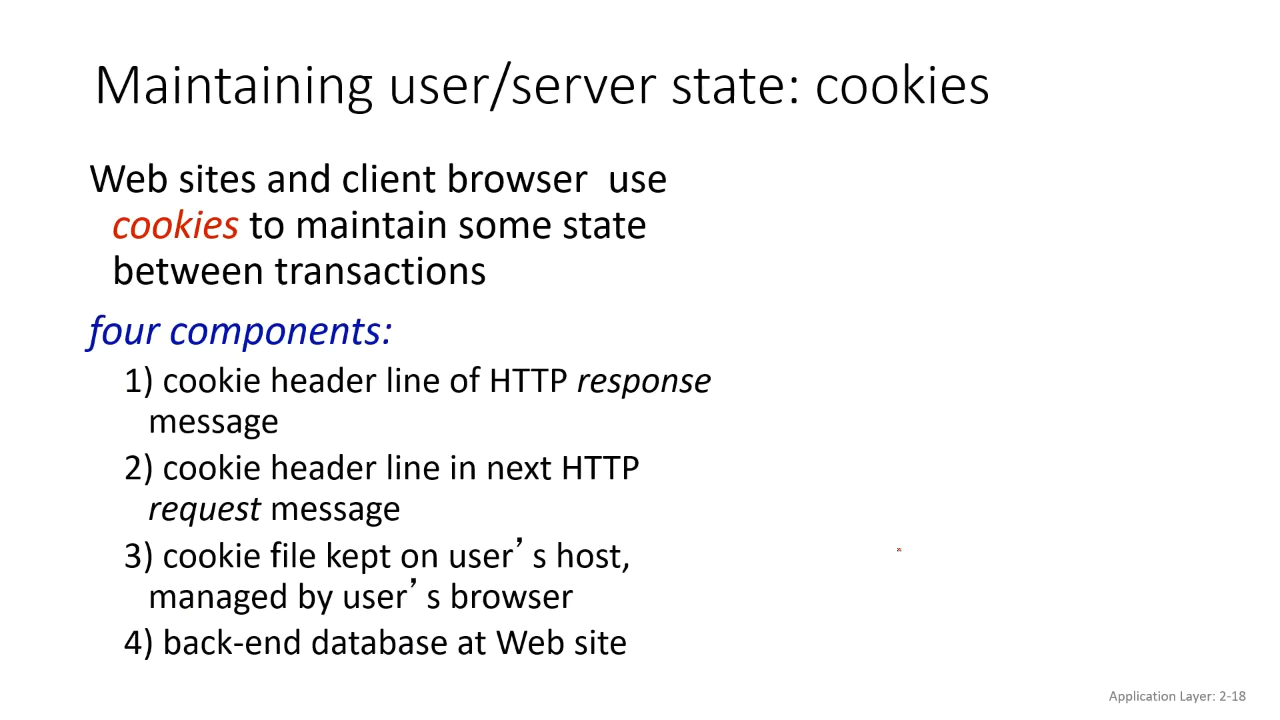 Maintaining user/server state: cookies
Web sites and client browser  use
cookies to maintain some state
between transactions
four components:
1) cookie header line of HTTP response
message
2) cookie header line in next HTTP
request message
3) cookie file kept on user’s host,
managed by user’s browser
4) back-end database at Web site
Application Layer: 2-18